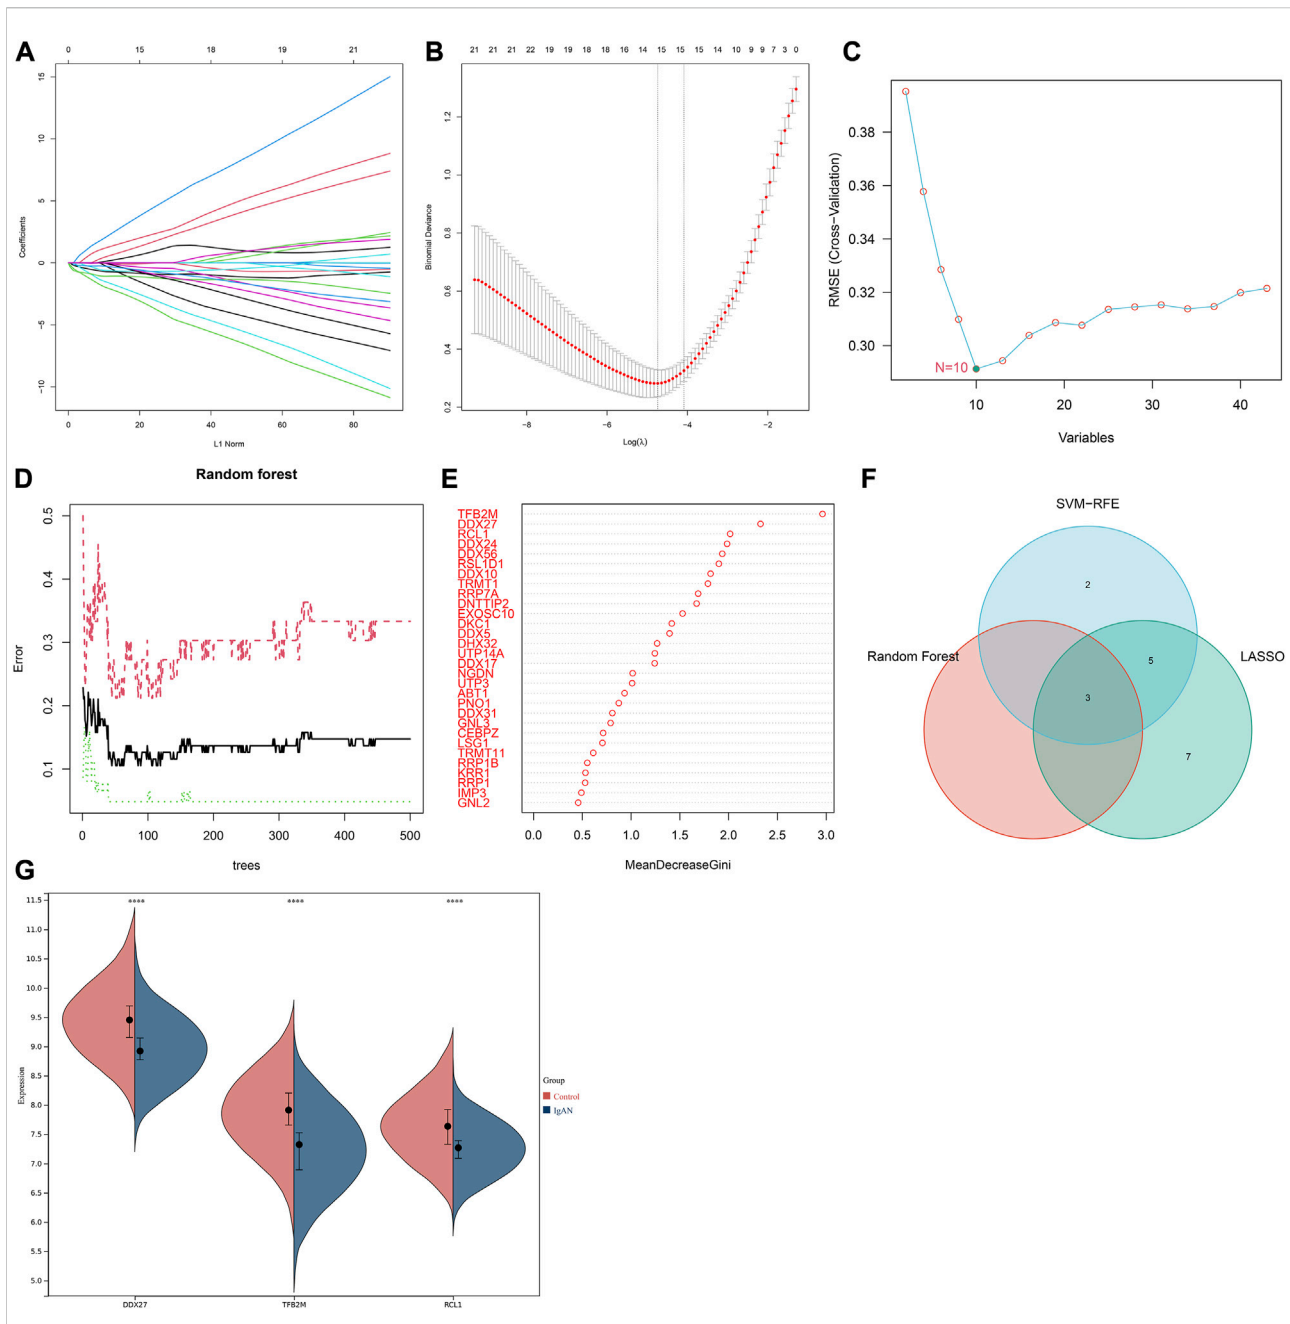 A
0 15 18 19 21
15
10
5
0
−5
−10
Coefficients
0 20 40 60 80
L1 Norm
B
21 21 21 22 19 19 18 18 16 14 15 15 15 14 10 9 9 7 3 0
1.2
1.0
0.8
0.6
0.4
0.2
Binomial Deviance
−8 −6 −4 −2
Log(λ)
C
0.38
0.36
0.34
0.32
0.30
RMSE (Cross−Validation)
N=10
10 20 30 40
Variables
D
Random forest
0.5
0.4
0.3
0.2
0.1
Error
0 100 200 300 400 500
trees
E
TFB2M
DDX27
RCL1
DDX24
DDX56
RSL1D1
DDX10
TRMT1
RRP7A
DNTTIP2
EXOSC10
DKC1
DDX5
DHX32
UTP14A
DDX17
NGDN
UTP3
ABT1
PNO1
DDX31
GNL3
CEBPZ
LSG1
TRMT11
RRP1B
KRR1
RRP1
IMP3
GNL2
0.0 0.5 1.0 1.5 2.0 2.5 3.0
MeanDecreaseGini
F
SVM−RFE
2
Random Forest
5
LASSO
3
7
G
11.5
11.0
10.5
10.0
9.5
9.0
8.5
8.0
7.5
7.0
6.5
6.0
5.5
5.0
Expression
**** **** ****
DDX27 TFB2M RCL1
Group
Control
IgAN